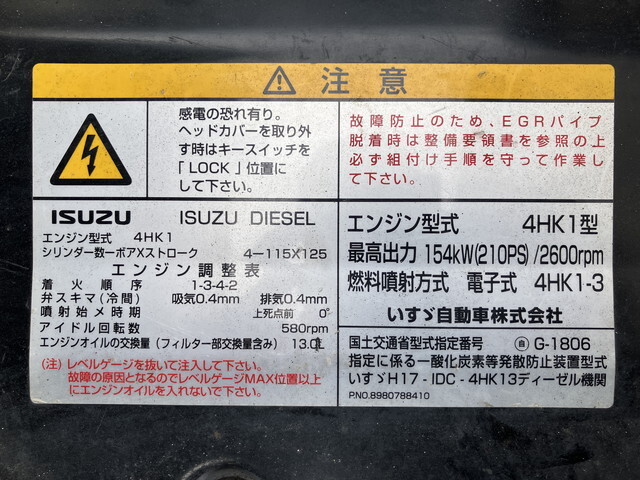 注意
感電の恐れ有り。
ヘッドカバーを取り外
す時はキースイッチを
「LOCK」位置に
して下さい。
故障防止のため、EGRパイプ
脱着時は整備要領書を参照の上
必ず組付け手順を守って作業し
て下さい。
ISUZU ISUZU DIESEL
エンジン型式 4HK1
シリンダー数ーボアXストローク 4-115X125
エンジン調整表
着火順序 1-3-4-2
弁スキマ(冷間) 吸気0.4mm 排気0.4mm
噴射始メ時期 上死点前 0°
アイドル回転数 580rpm
エンジンオイルの交換量(フィルター部交換量含み) 13.0ℓ
(注)レベルゲージを抜いて注入して下さい。
故障の原因となるのでレベルゲージMAX位置以上
にエンジンオイルを入れないで下さい。
エンジン型式 4HK1型
最高出力 154kW(210PS)/2600rpm
燃料噴射方式 電子式 4HK1-3
いすゞ自動車株式会社
国土交通省型式指定番号 ㊀ G-1806
指定に係る一酸化炭素等発散防止装置型式
いすゞH17-IDC-4HK13ディーゼル機関
P.NO.8980788410